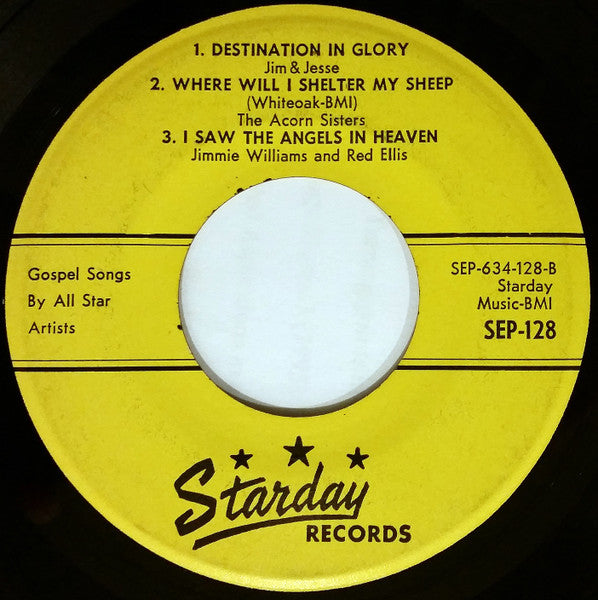 1. DESTINATION IN GLORY
Jim & Jesse
2. WHERE WILL I SHELTER MY SHEEP
(Whiteoak-BMI)
The Acorn Sisters
3. I SAW THE ANGELS IN HEAVEN
Jimmie Williams and Red Ellis
Gospel Songs
By All Star
Artists
SEP-634-128-B
Starday
Music-BMI
SEP-128
Starday
RECORDS